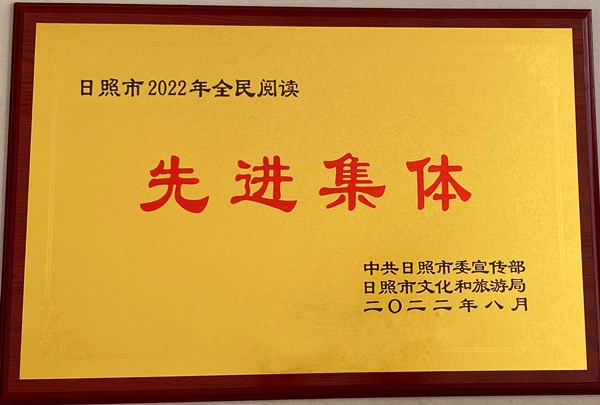 日照市2022年全民阅读
先进集体
中共日照市委宣传部
日照市文化和旅游局
二〇二二年八月